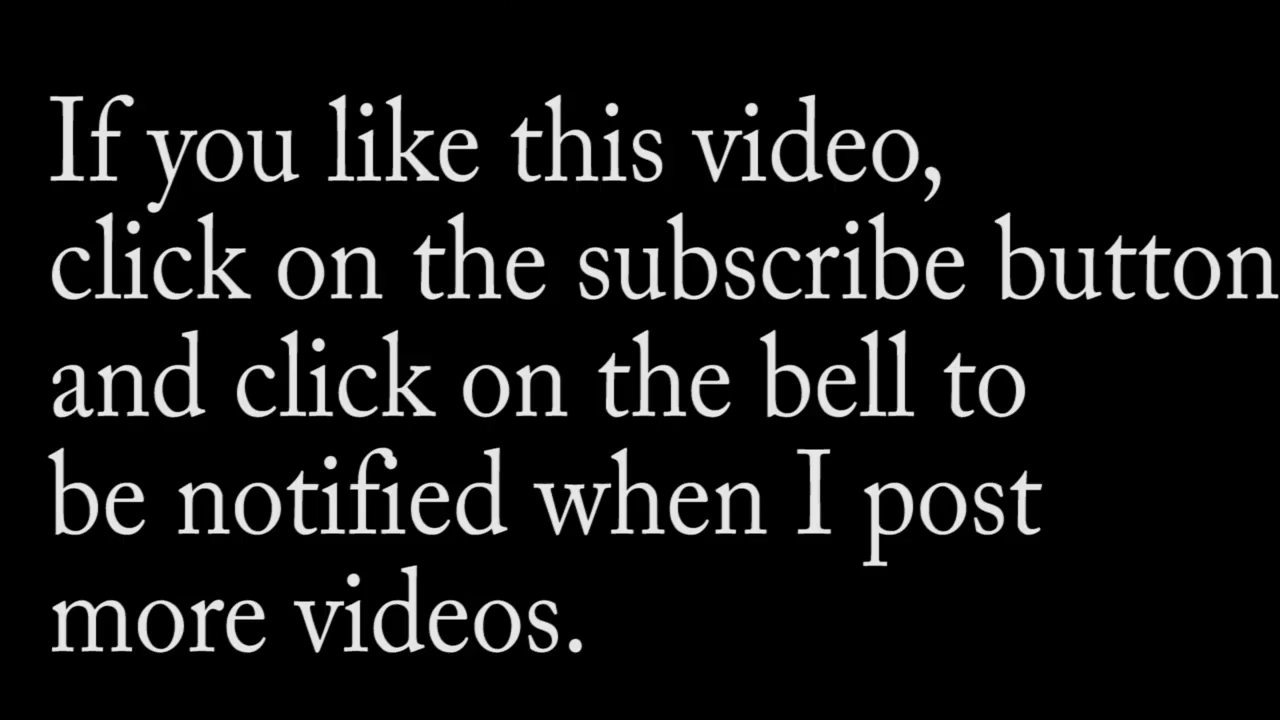 If you like this video,
click on the subscribe button
and click on the bell to
be notified when I post
more videos.